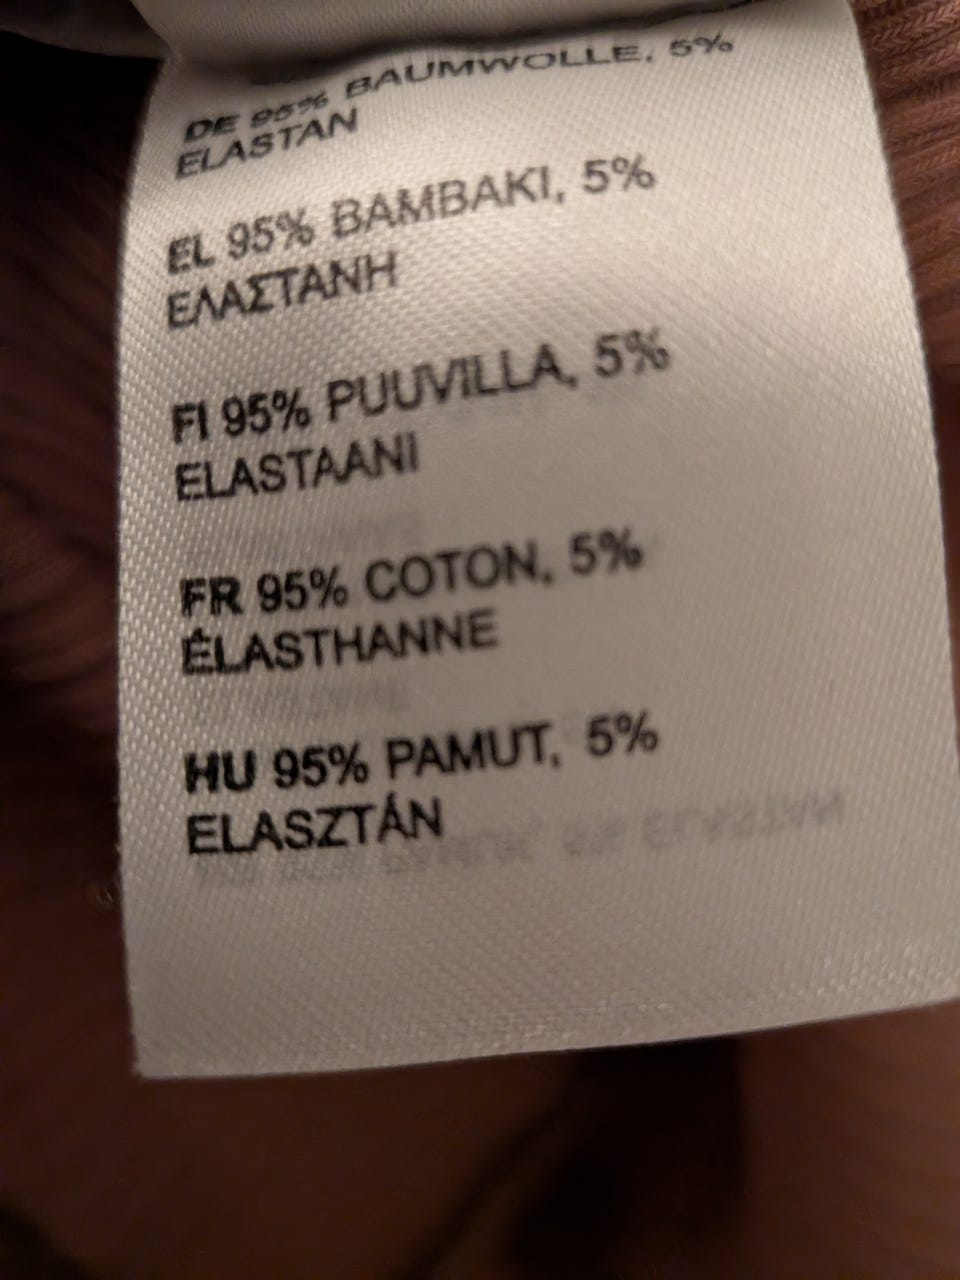 DE 95% BAUMWOLLE, 5%
ELASTAN
EL 95% ΒΑΜΒΑΚΙ, 5%
ΕΛΑΣΤΑΝΗ
FI 95% PUUVILLA, 5%
ELASTAANI
FR 95% COTON, 5%
ÉLASTHANNE
HU 95% PAMUT, 5%
ELASZTÁN